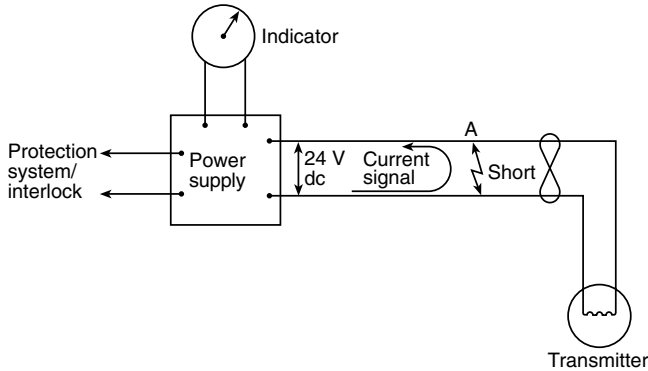 Indicator
A
Protection
system/
interlock
Power
supply
24 V
dc
Current
signal
Short
Transmitter